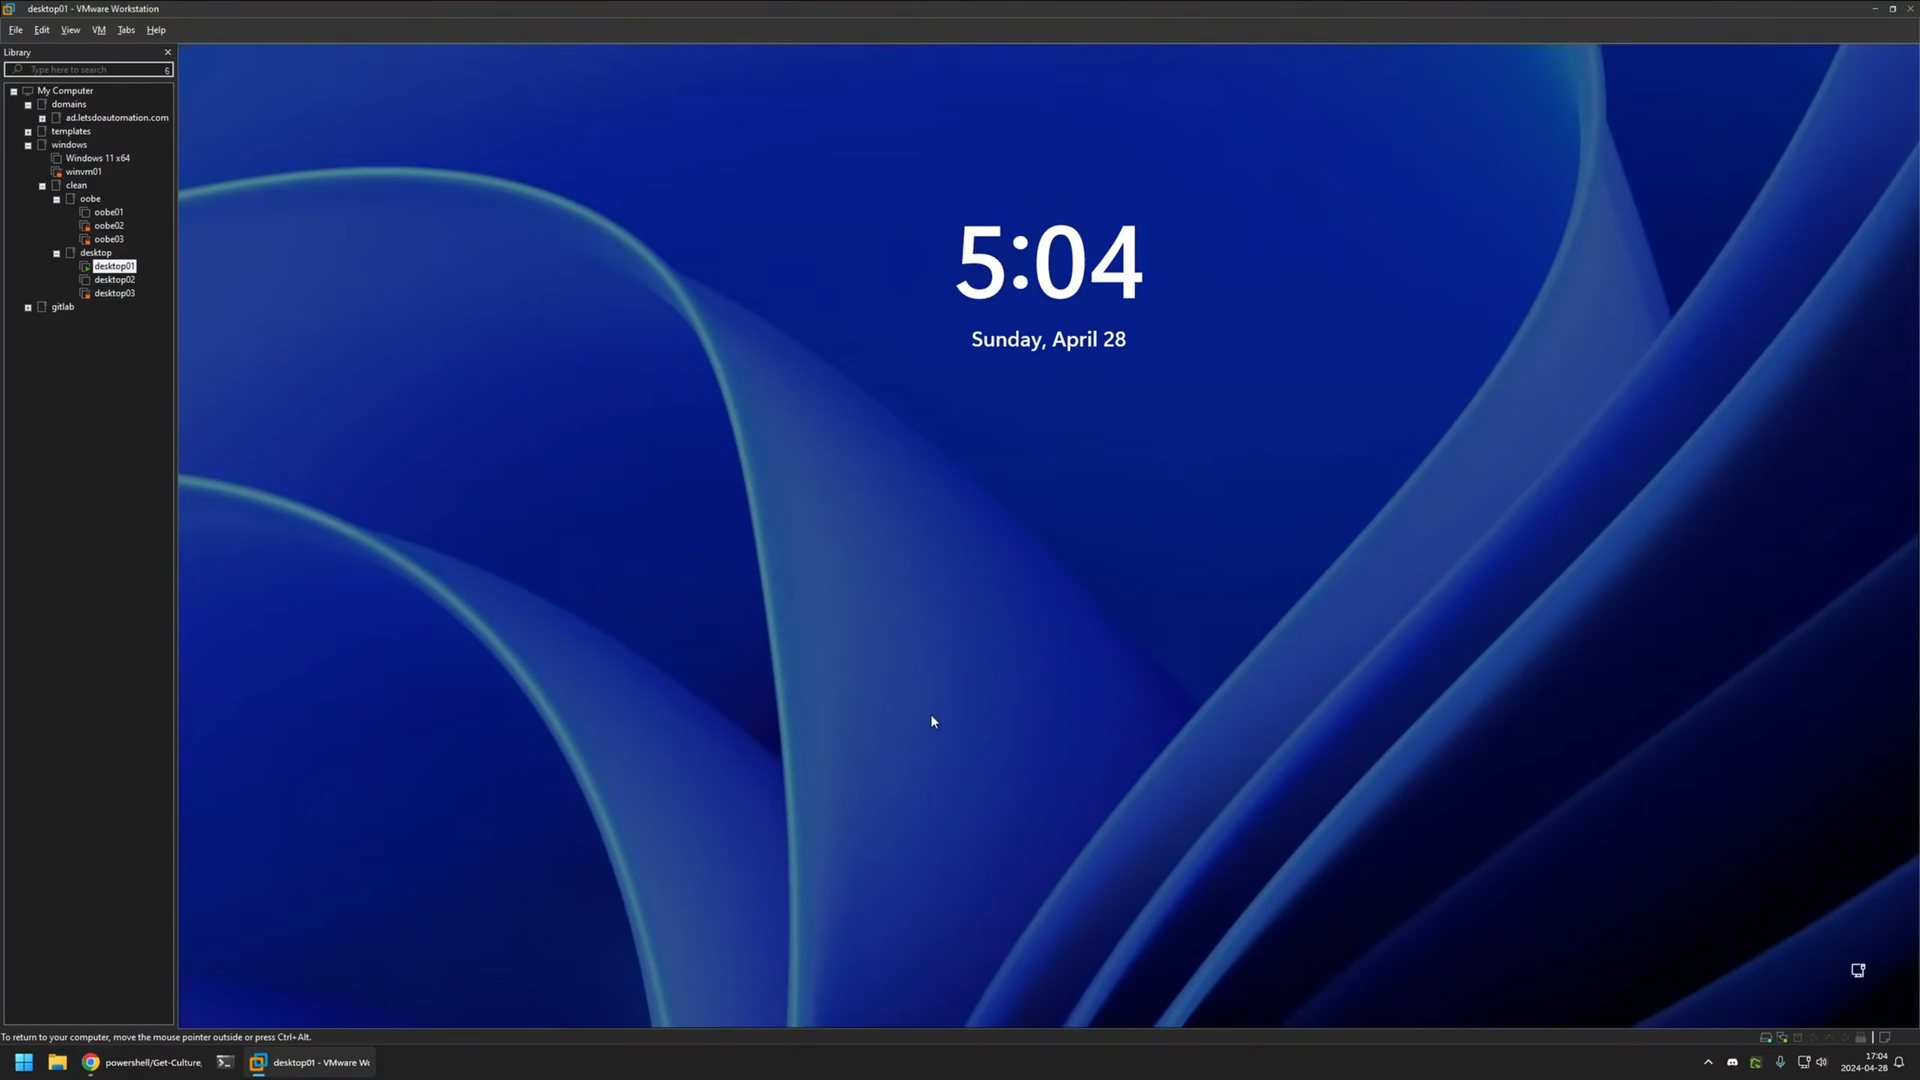 desktop01 - VMware Workstation
File Edit View VM Tabs Help
Library
Type here to search
6
My Computer
domains
ad.letsdoautomation.com
templates
windows
Windows 11 x64
winvm01
clean
oobe
oobe01
oobe02
oobe03
desktop
desktop01
desktop02
desktop03
gitlab
5:04
Sunday, April 28
To return to your computer, move the mouse pointer outside or press Ctrl+Alt.
powershell/Get-Culture,
desktop01 - VMware Wo
17:04
2024-04-28